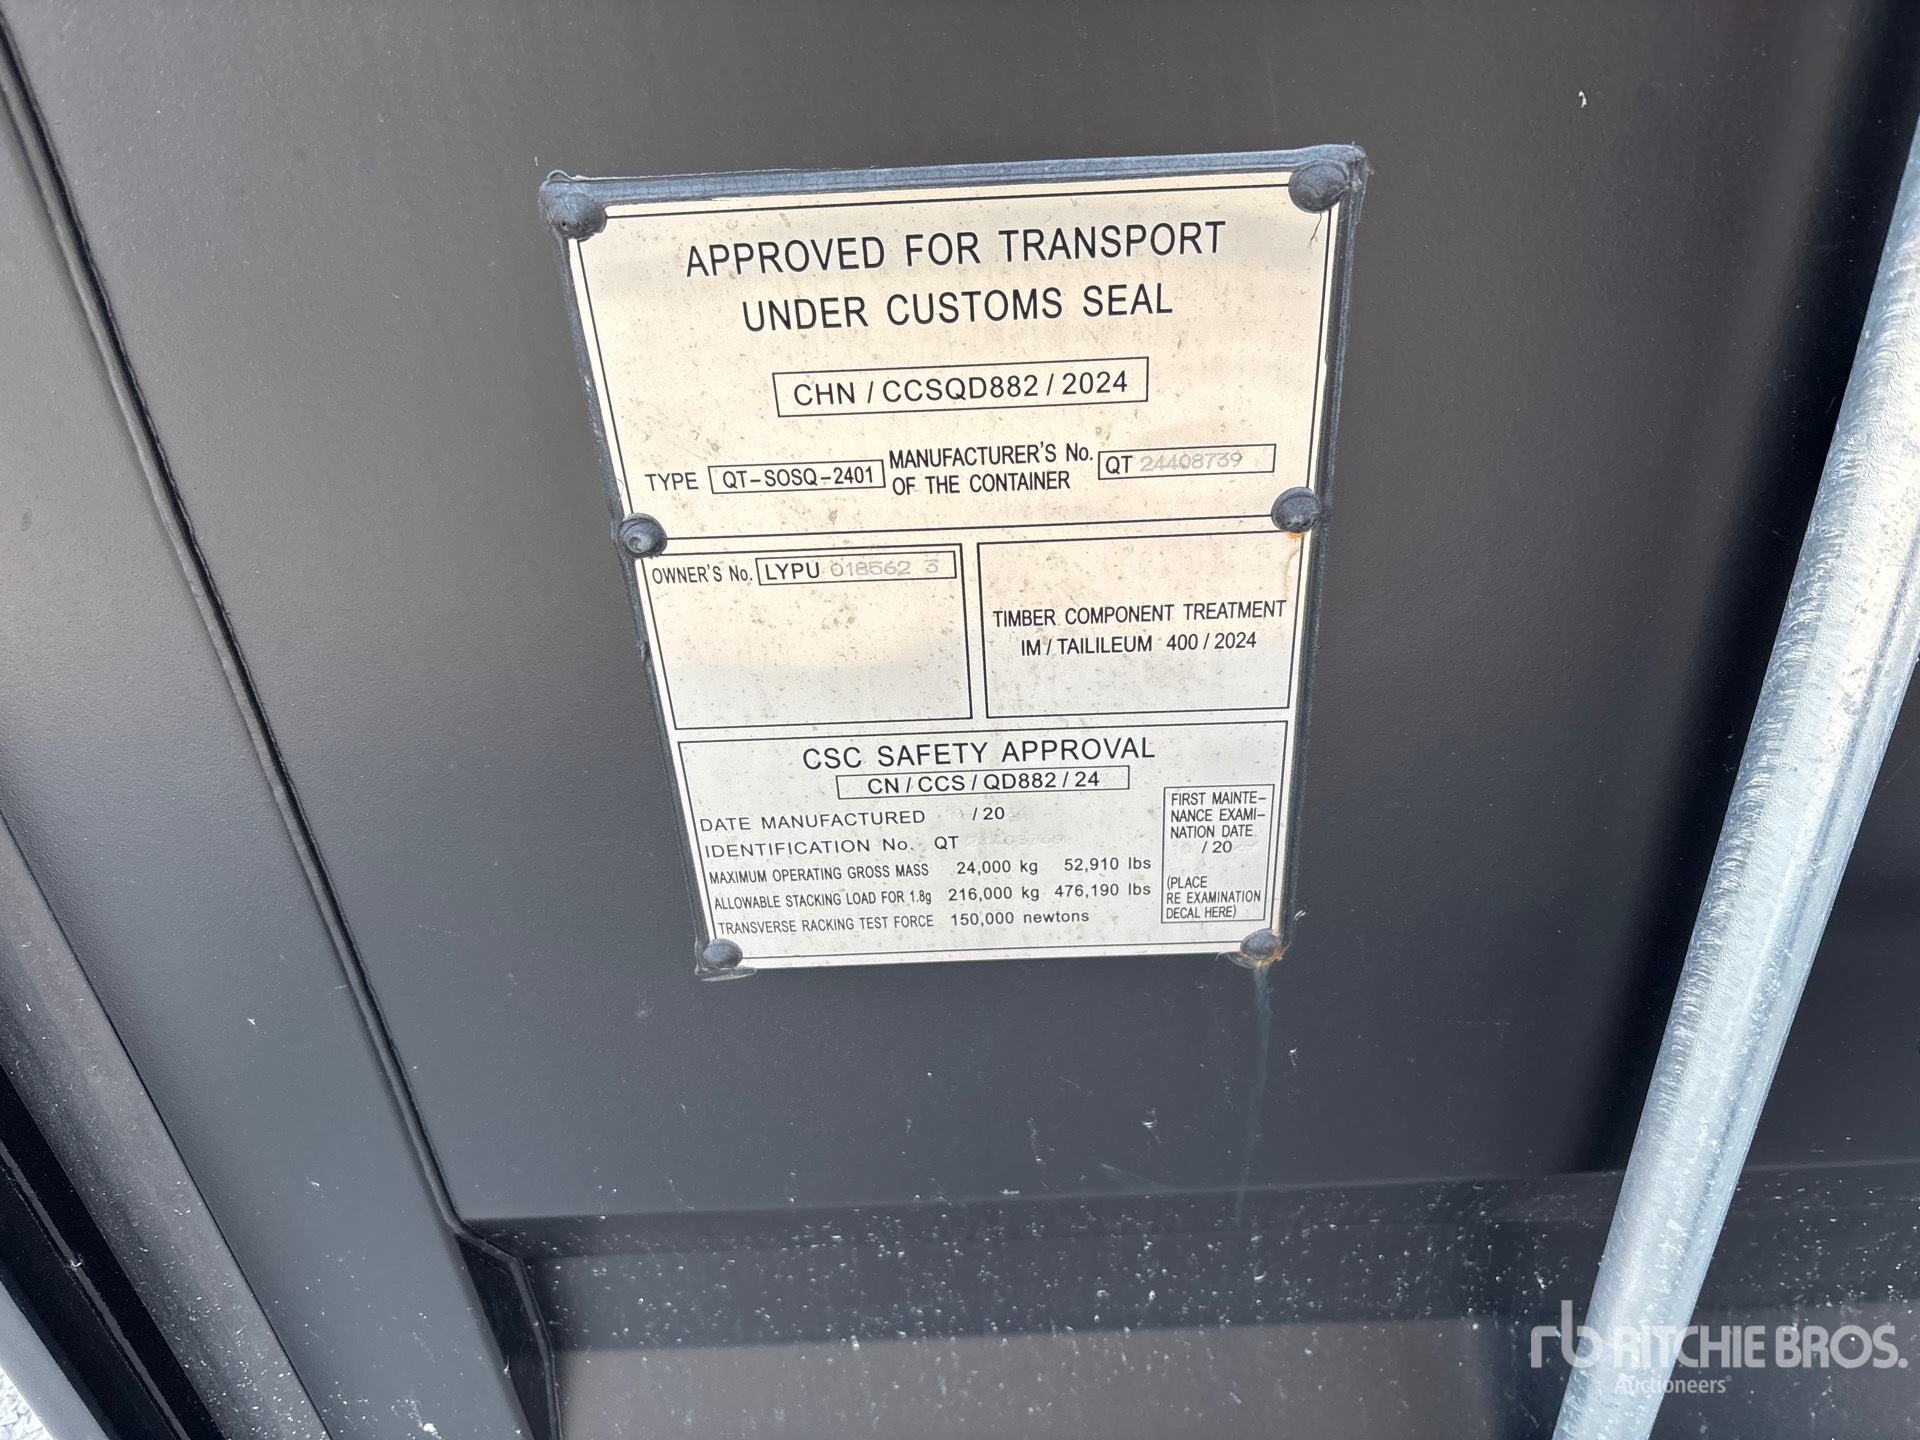 APPROVED FOR TRANSPORT
UNDER CUSTOMS SEAL
CHN / CCSQD882 / 2024
TYPE QT-SOSQ-2401 MANUFACTURER'S No. OF THE CONTAINER QT 24408739
OWNER'S No. LYPU 018562 3
TIMBER COMPONENT TREATMENT
IM / TAILILEUM 400 / 2024
CSC SAFETY APPROVAL
CN / CCS / QD882 / 24
DATE MANUFACTURED / 20
IDENTIFICATION No. QT
MAXIMUM OPERATING GROSS MASS 24,000 kg 52,910 lbs
ALLOWABLE STACKING LOAD FOR 1.8g 216,000 kg 476,190 lbs
TRANSVERSE RACKING TEST FORCE 150,000 newtons
FIRST MAINTE-
NANCE EXAMI-
NATION DATE
/ 20
(PLACE
RE EXAMINATION
DECAL HERE)
rb RITCHIE BROS.
Auctioneers